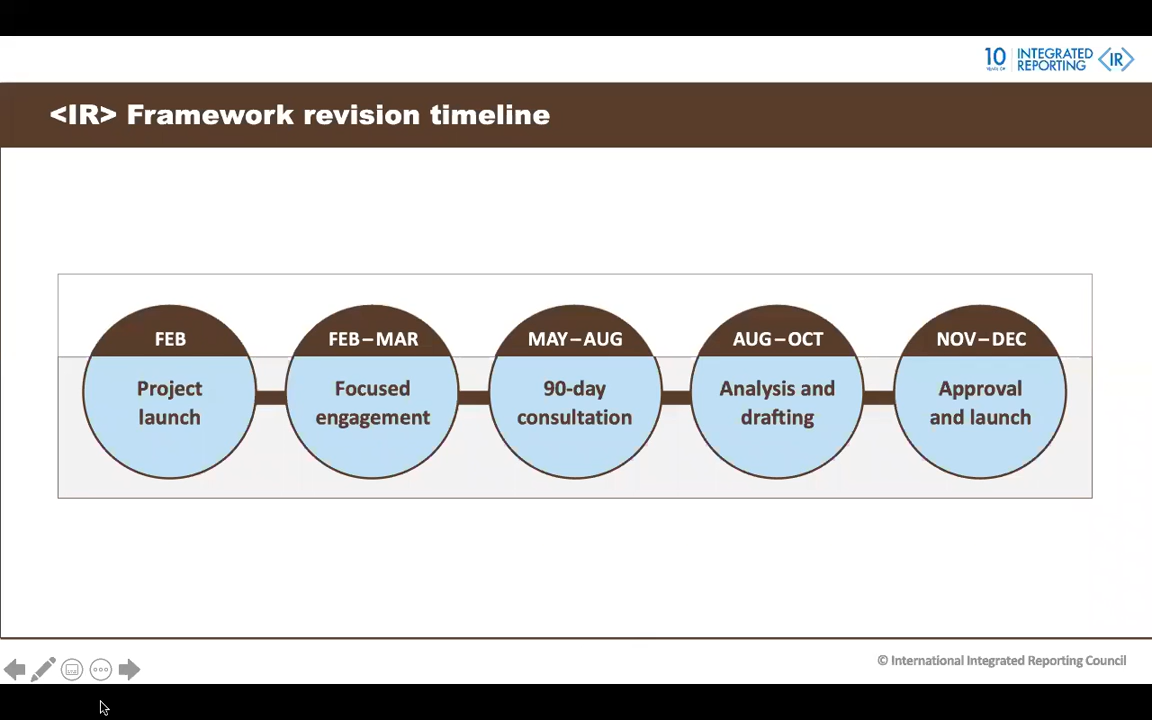 10 INTEGRATED
REPORTING <IR>
<IR> Framework revision timeline
FEB
Project
launch
FEB–MAR
Focused
engagement
MAY–AUG
90-day
consultation
AUG–OCT
Analysis and
drafting
NOV–DEC
Approval
and launch
© International Integrated Reporting Council